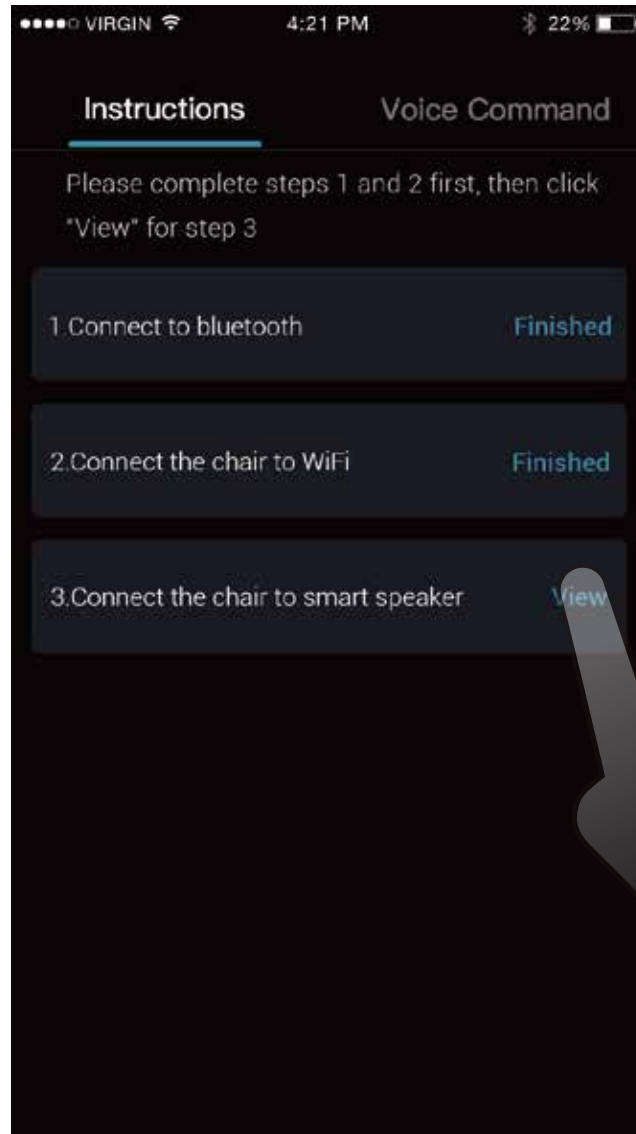 VIRGIN 4:21 PM 22%
Instructions Voice Command
Please complete steps 1 and 2 first, then click
"View" for step 3
1.Connect to bluetooth Finished
2.Connect the chair to WiFi Finished
3.Connect the chair to smart speaker View